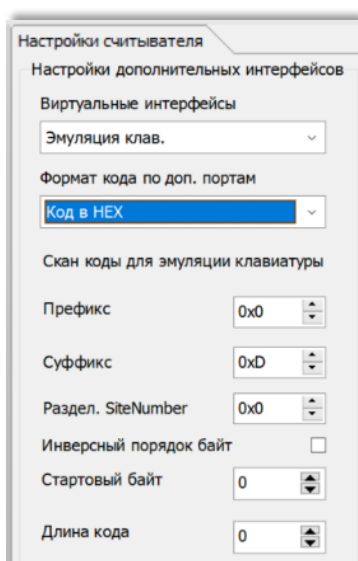 Настройки считывателя
Настройки дополнительных интерфейсов
Виртуальные интерфейсы
Эмуляция клав.
Формат кода по доп. портам
Код в HEX
Скан коды для эмуляции клавиатуры
Префикс 0x0
Суффикс 0xD
Раздел. SiteNumber 0x0
Инверсный порядок байт
Стартовый байт 0
Длина кода 0